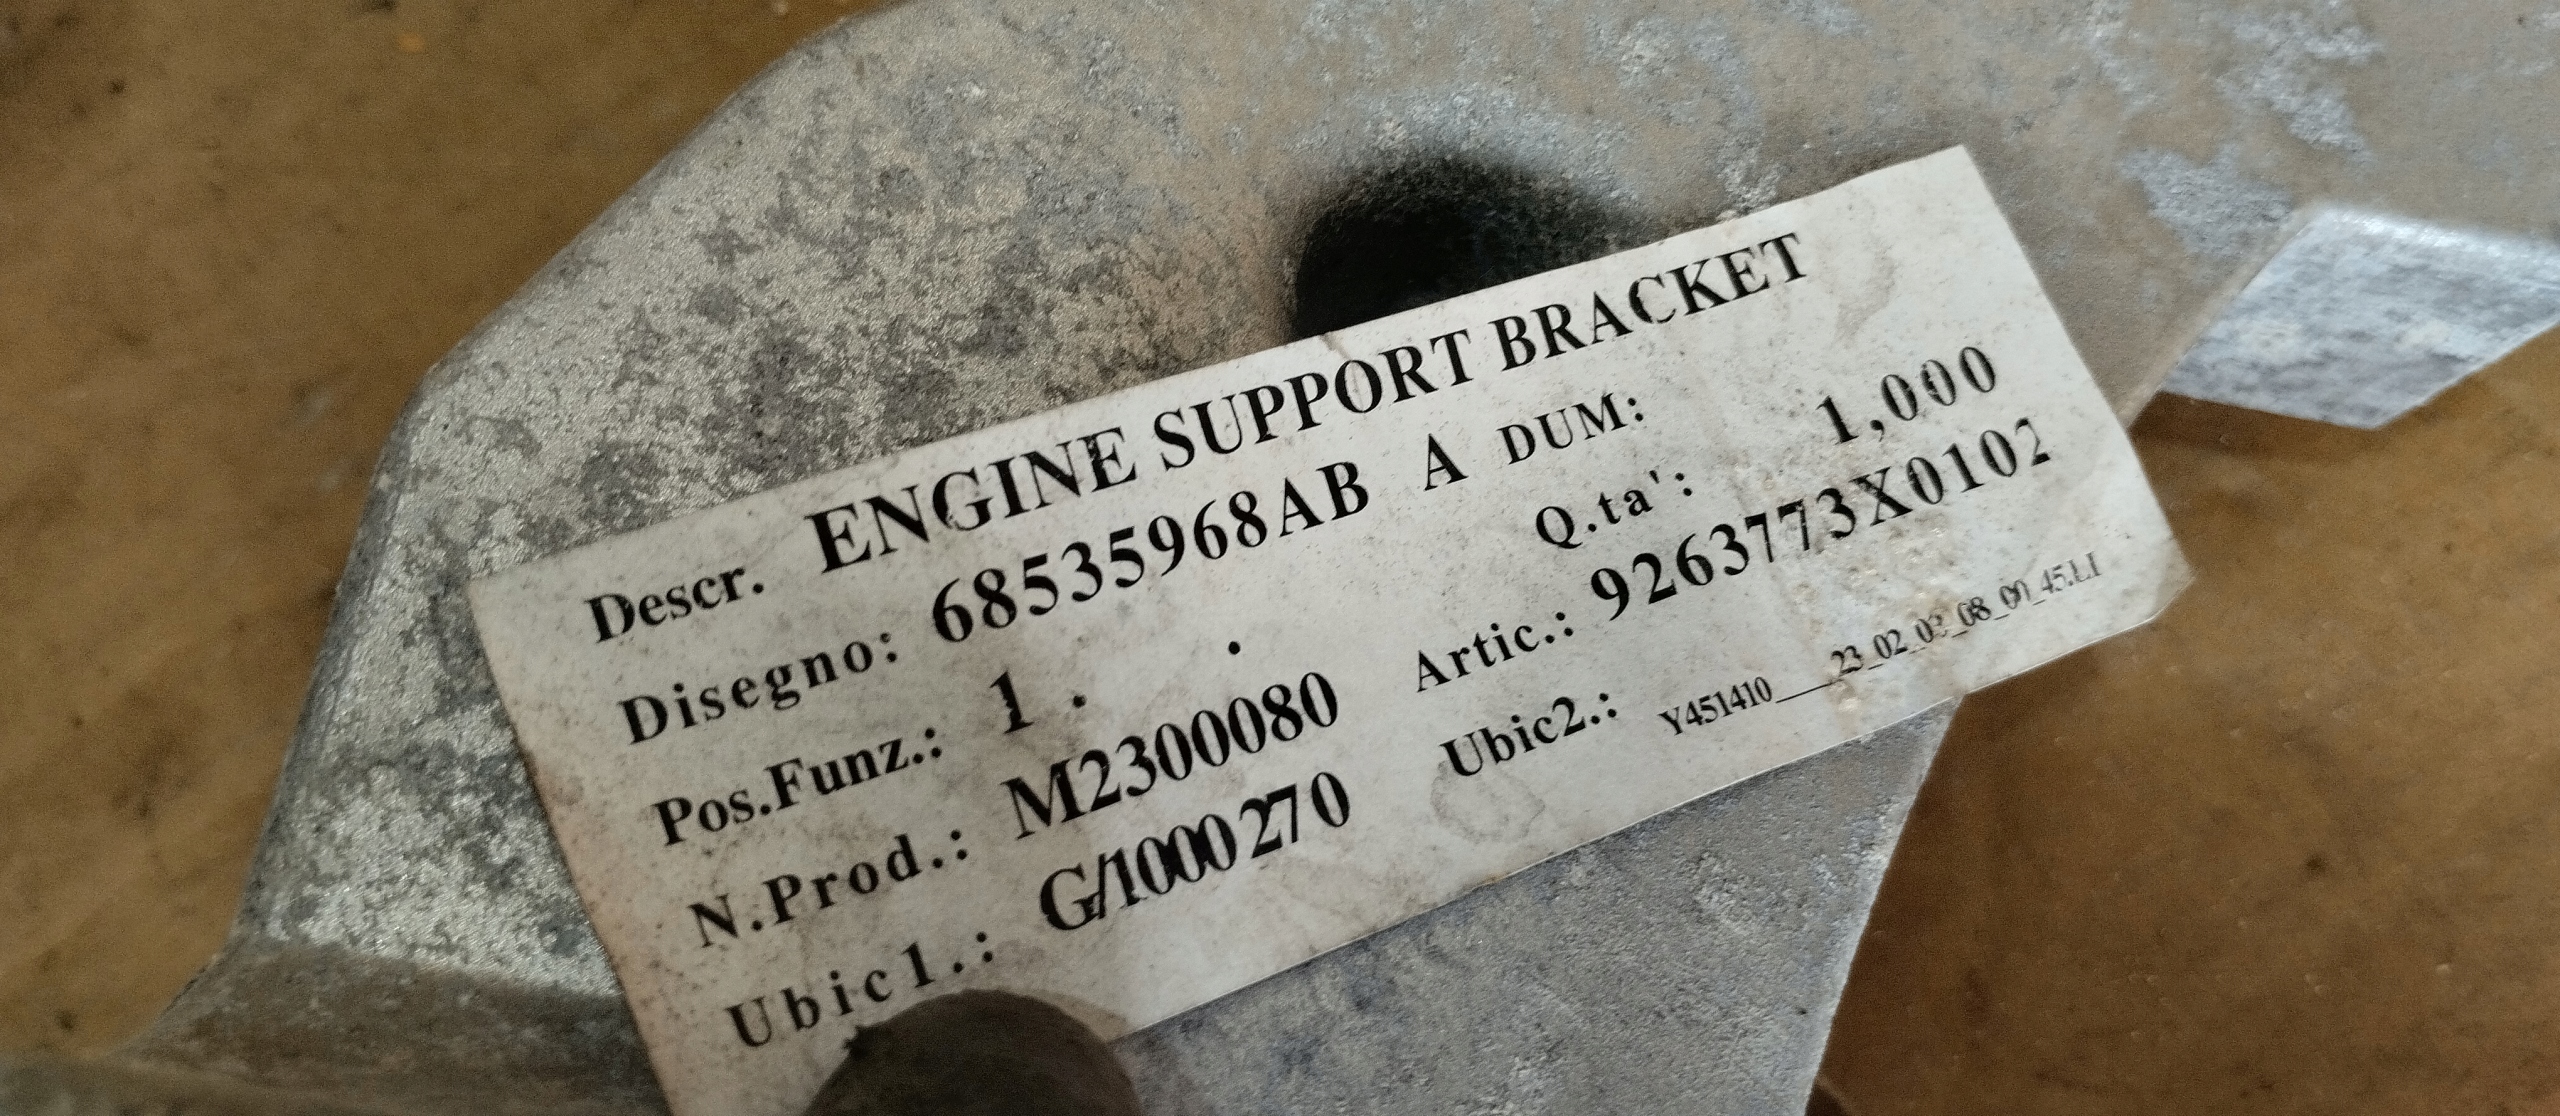 Descr. ENGINE SUPPORT BRACKET
Disegno: 68535968AB A DUM:
Pos.Funz.: 1 . . Q.ta': 1,000
N.Prod.: M2300080 Artic.: 9263773X0102
Ubic1.: G/1000270 Ubic2.: